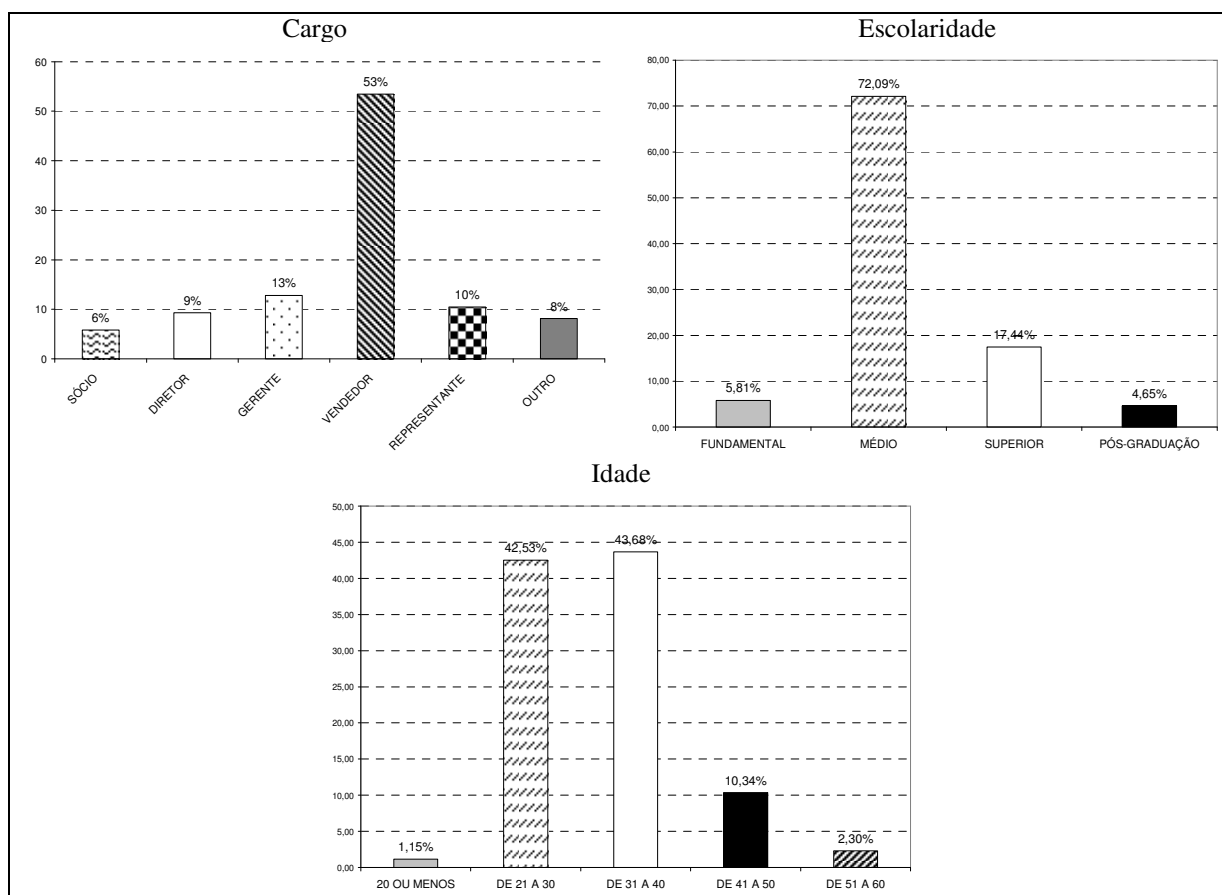 Cargo
60
50
40
30
20
10
0
6%
9%
13%
53%
10%
8%
SÓCIO
DIRETOR
GERENTE
VENDEDOR
REPRESENTANTE
OUTRO
Escolaridade
80,00
70,00
60,00
50,00
40,00
30,00
20,00
10,00
0,00
5,81%
72,09%
17,44%
4,65%
FUNDAMENTAL
MÉDIO
SUPERIOR
PÓS-GRADUAÇÃO
Idade
50,00
45,00
40,00
35,00
30,00
25,00
20,00
15,00
10,00
5,00
0,00
1,15%
42,53%
43,68%
10,34%
2,30%
20 OU MENOS
DE 21 A 30
DE 31 A 40
DE 41 A 50
DE 51 A 60